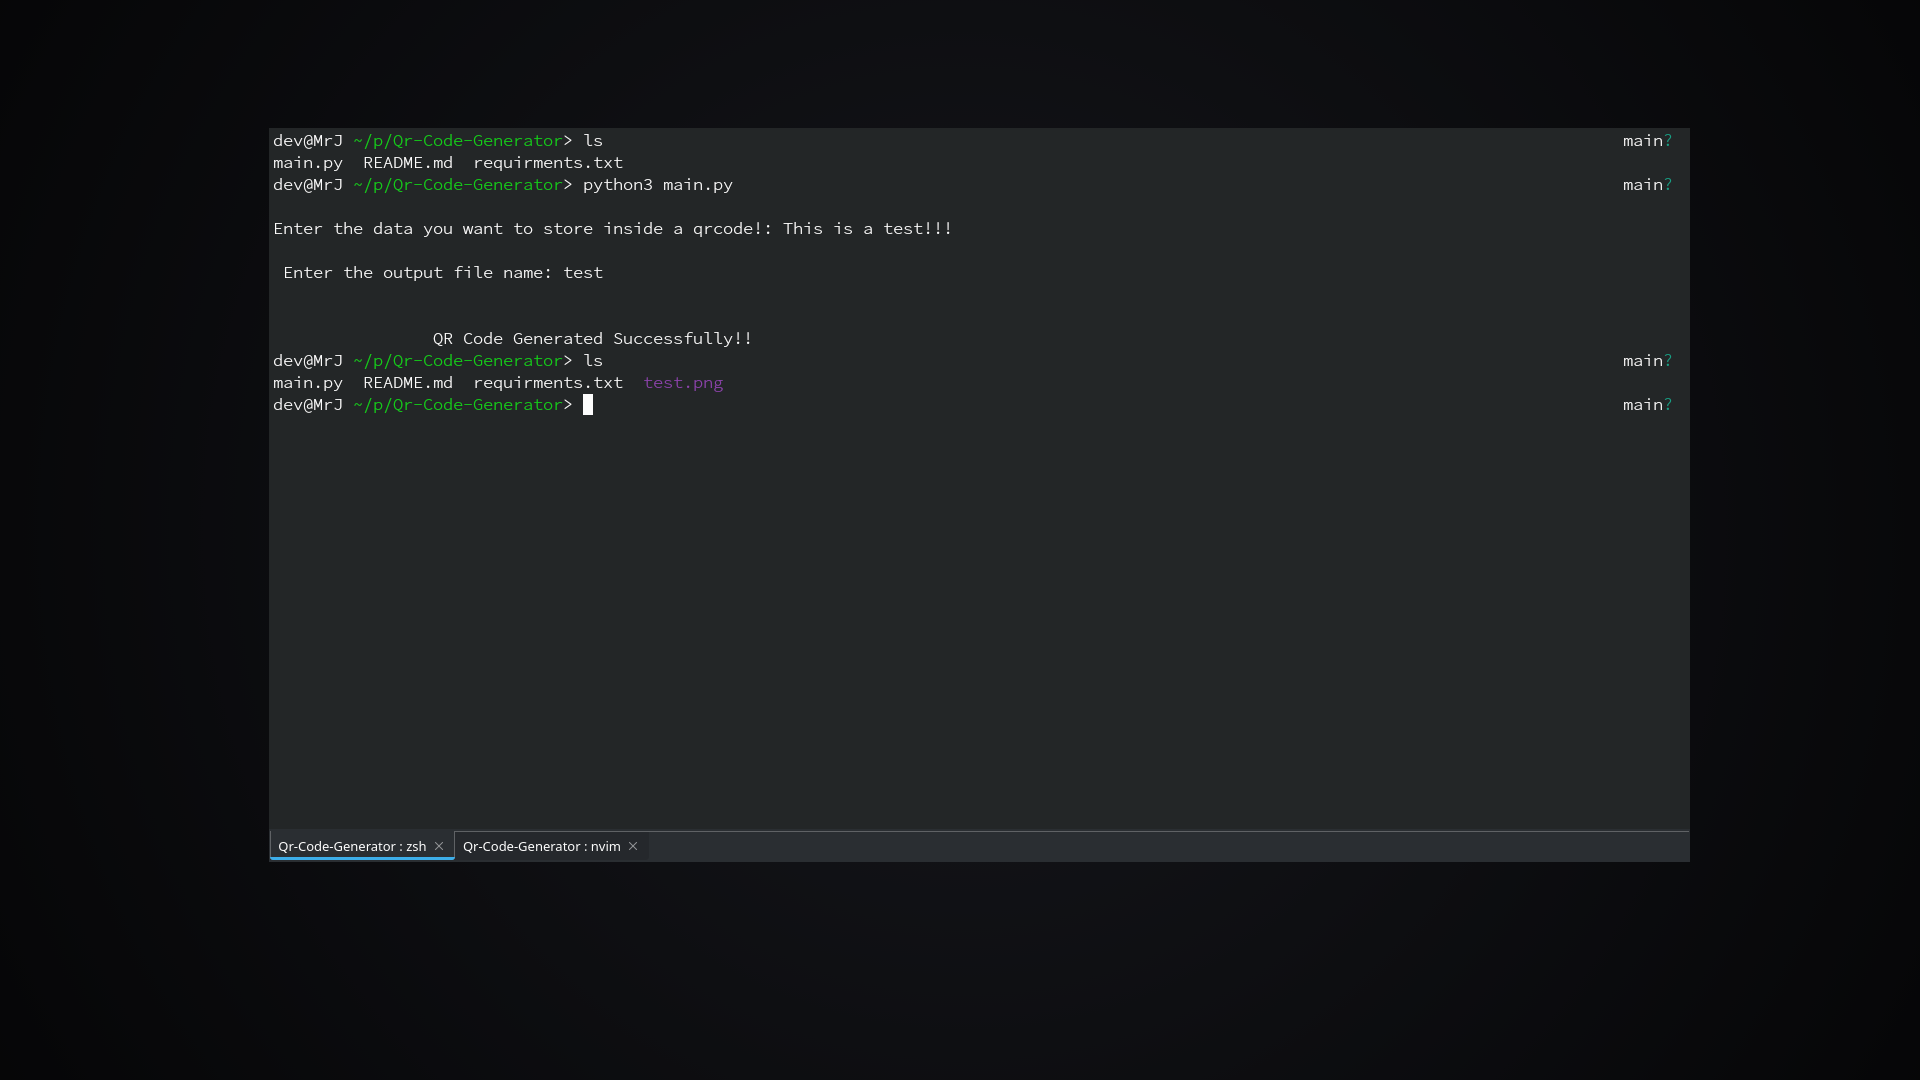 dev@MrJ ~/p/Qr-Code-Generator> ls main?
main.py README.md requirments.txt
dev@MrJ ~/p/Qr-Code-Generator> python3 main.py main?
Enter the data you want to store inside a qrcode!: This is a test!!!
Enter the output file name: test
QR Code Generated Successfully!!
dev@MrJ ~/p/Qr-Code-Generator> ls main?
main.py README.md requirments.txt test.png
dev@MrJ ~/p/Qr-Code-Generator> main?
Qr-Code-Generator : zsh Qr-Code-Generator : nvim